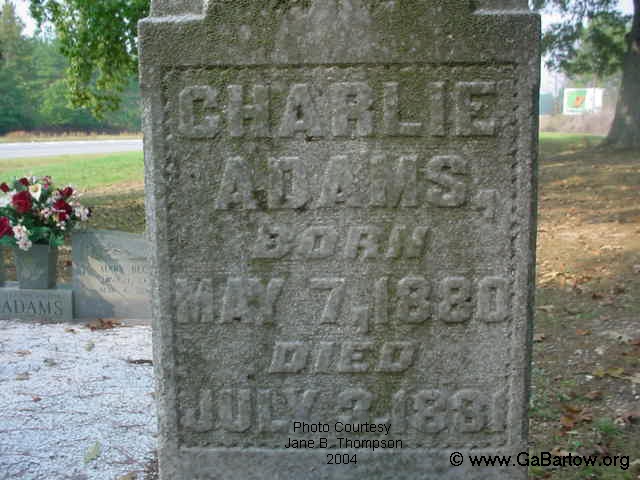 CHARLIE
ADAMS,
BORN
MAY 7, 1880
DIED
JULY 3, 1881
ADAMS
Photo Courtesy
Jane B. Thompson
2004
© www.GaBartow.org